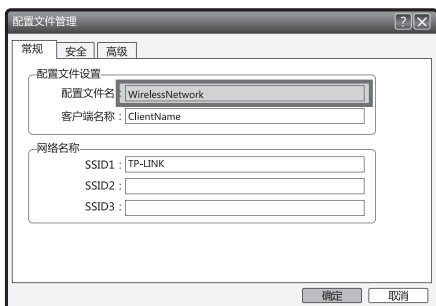 配置文件管理
常规 安全 高级
配置文件设置
配置文件名：WirelessNetwork
客户端名称：ClientName
网络名称
SSID1：TP-LINK
SSID2：
SSID3：
确定 取消